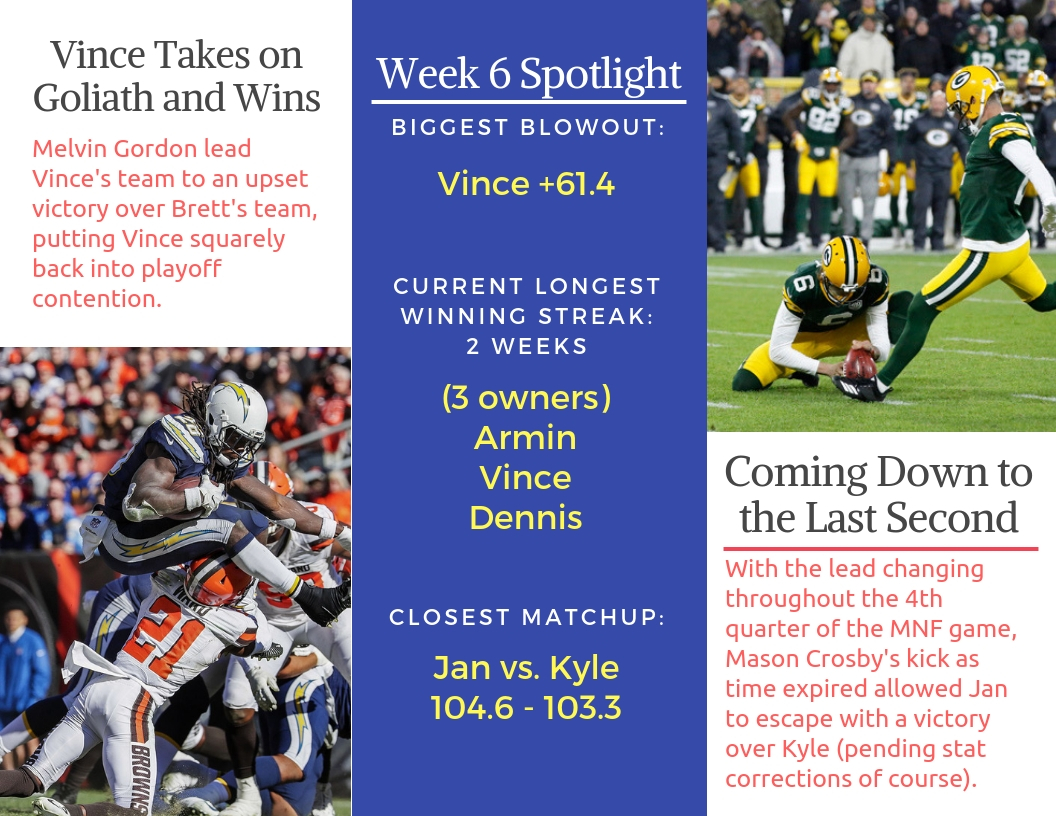 Vince Takes on
Goliath and Wins
Melvin Gordon lead
Vince's team to an upset
victory over Brett's team,
putting Vince squarely
back into playoff
contention.
21
BROWNS
Week 6 Spotlight
BIGGEST BLOWOUT:
Vince +61.4
CURRENT LONGEST
WINNING STREAK:
2 WEEKS
(3 owners)
Armin
Vince
Dennis
CLOSEST MATCHUP:
Jan vs. Kyle
104.6 - 103.3
6
6
Coming Down to
the Last Second
With the lead changing
throughout the 4th
quarter of the MNF game,
Mason Crosby's kick as
time expired allowed Jan
to escape with a victory
over Kyle (pending stat
corrections of course).